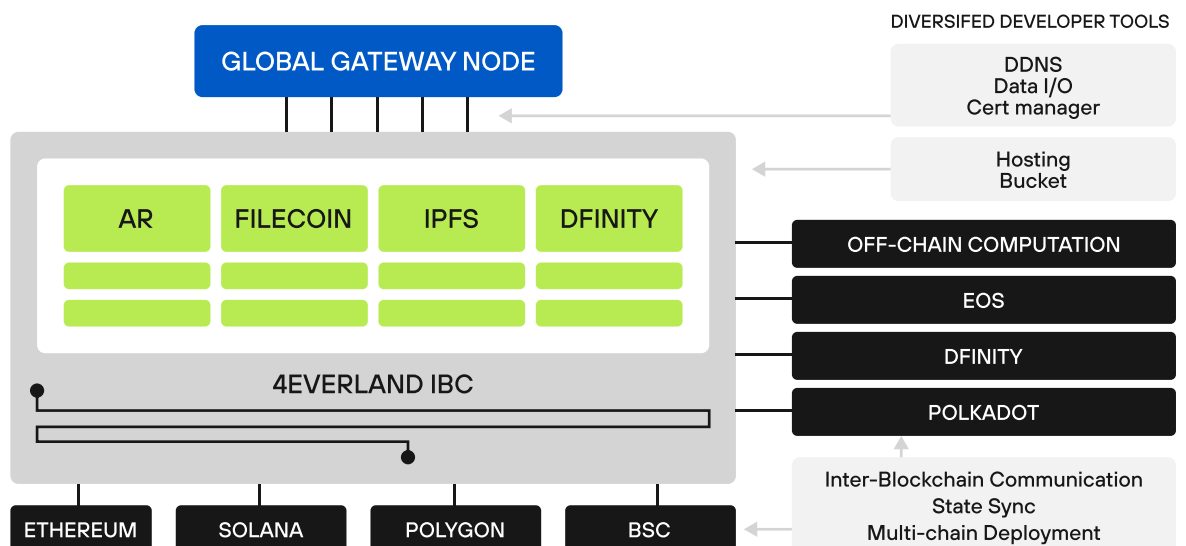 DIVERSIFED DEVELOPER TOOLS
GLOBAL GATEWAY NODE
DDNS
Data I/O
Cert manager
Hosting
Bucket
AR
FILECOIN
IPFS
DFINITY
OFF-CHAIN COMPUTATION
EOS
DFINITY
POLKADOT
4EVERLAND IBC
Inter-Blockchain Communication
State Sync
Multi-chain Deployment
ETHEREUM
SOLANA
POLYGON
BSC